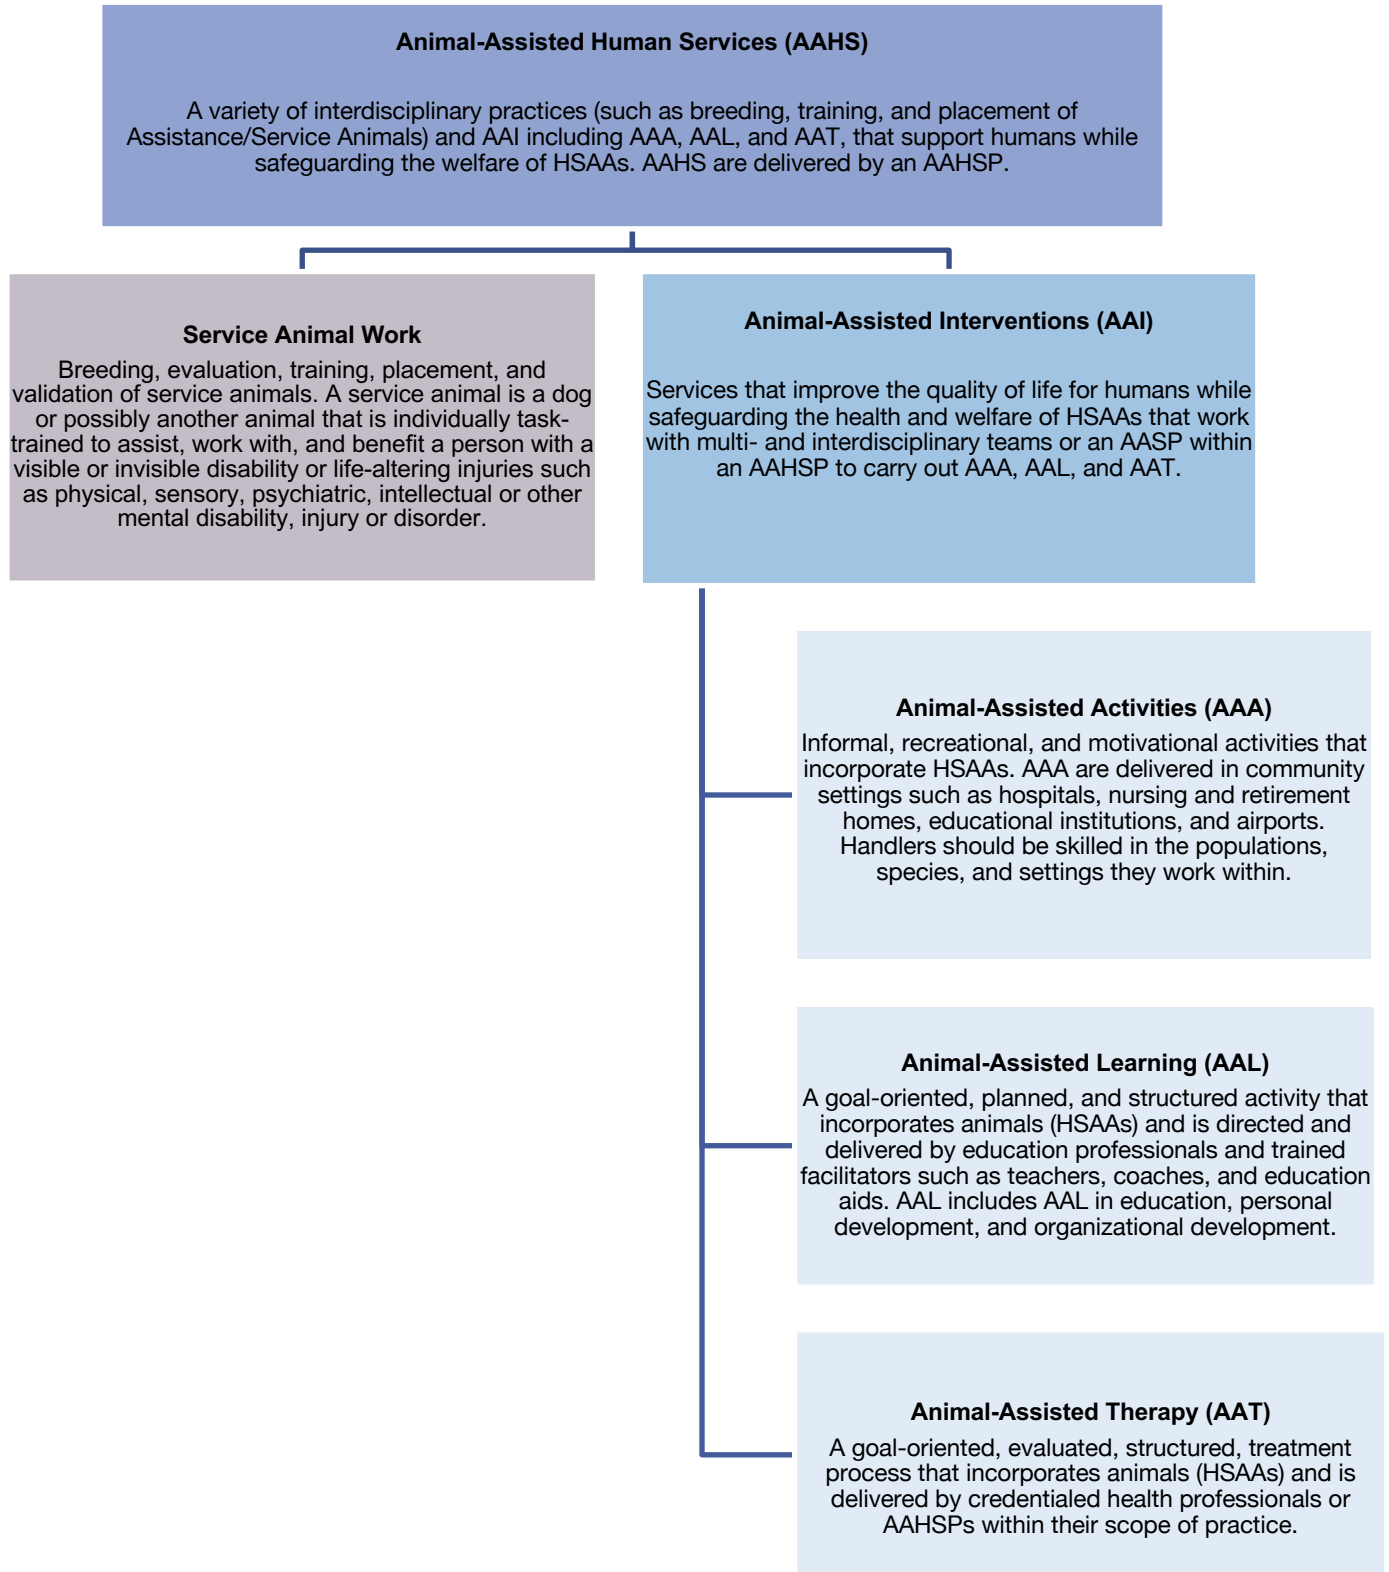 Animal-Assisted Human Services (AAHS)
A variety of interdisciplinary practices (such as breeding, training, and placement of
Assistance/Service Animals) and AAI including AAA, AAL, and AAT, that support humans while
safeguarding the welfare of HSAAs. AAHS are delivered by an AAHSP.
Service Animal Work
Breeding, evaluation, training, placement, and
validation of service animals. A service animal is a dog
or possibly another animal that is individually task-
trained to assist, work with, and benefit a person with a
visible or invisible disability or life-altering injuries such
as physical, sensory, psychiatric, intellectual or other
mental disability, injury or disorder.
Animal-Assisted Interventions (AAI)
Services that improve the quality of life for humans while
safeguarding the health and welfare of HSAAs that work
with multi- and interdisciplinary teams or an AASP within
an AAHSP to carry out AAA, AAL, and AAT.
Animal-Assisted Activities (AAA)
Informal, recreational, and motivational activities that
incorporate HSAAs. AAA are delivered in community
settings such as hospitals, nursing and retirement
homes, educational institutions, and airports.
Handlers should be skilled in the populations,
species, and settings they work within.
Animal-Assisted Learning (AAL)
A goal-oriented, planned, and structured activity that
incorporates animals (HSAAs) and is directed and
delivered by education professionals and trained
facilitators such as teachers, coaches, and education
aids. AAL includes AAL in education, personal
development, and organizational development.
Animal-Assisted Therapy (AAT)
A goal-oriented, evaluated, structured, treatment
process that incorporates animals (HSAAs) and is
delivered by credentialed health professionals or
AAHSPs within their scope of practice.